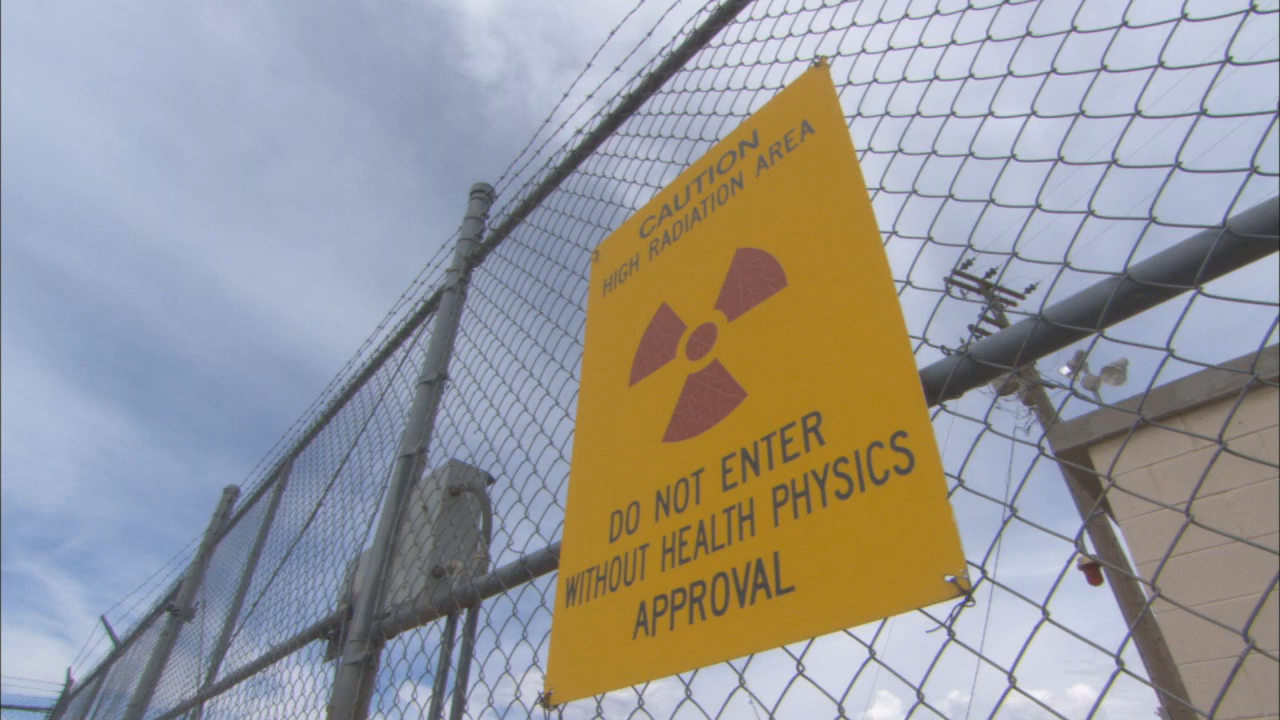 CAUTION
HIGH RADIATION AREA
DO NOT ENTER
WITHOUT HEALTH PHYSICS
APPROVAL